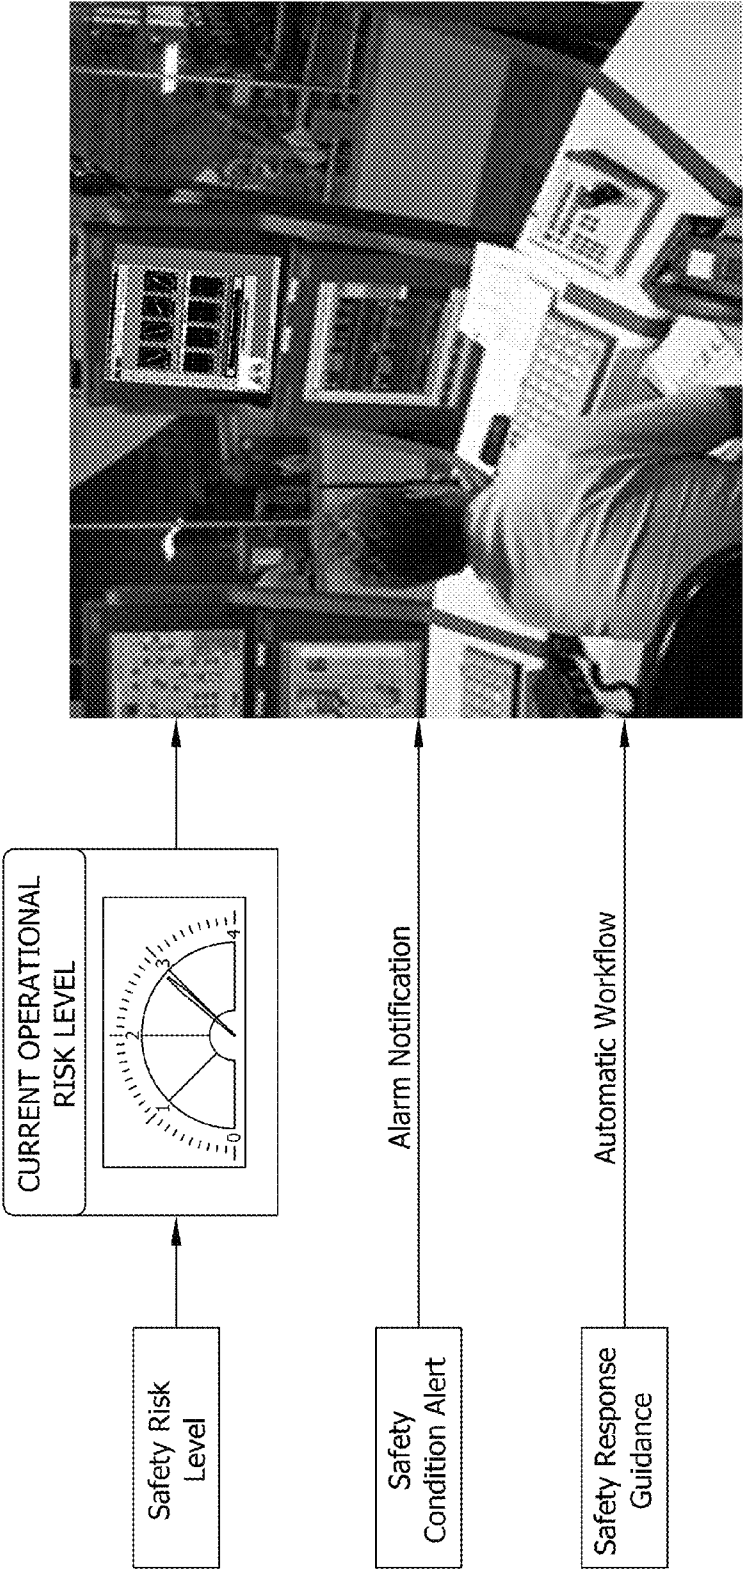 Safety Risk
Level
CURRENT OPERATIONAL
RISK LEVEL
0
1
2
3
4
Safety
Condition Alert
Alarm Notification
Safety Response
Guidance
Automatic Workflow